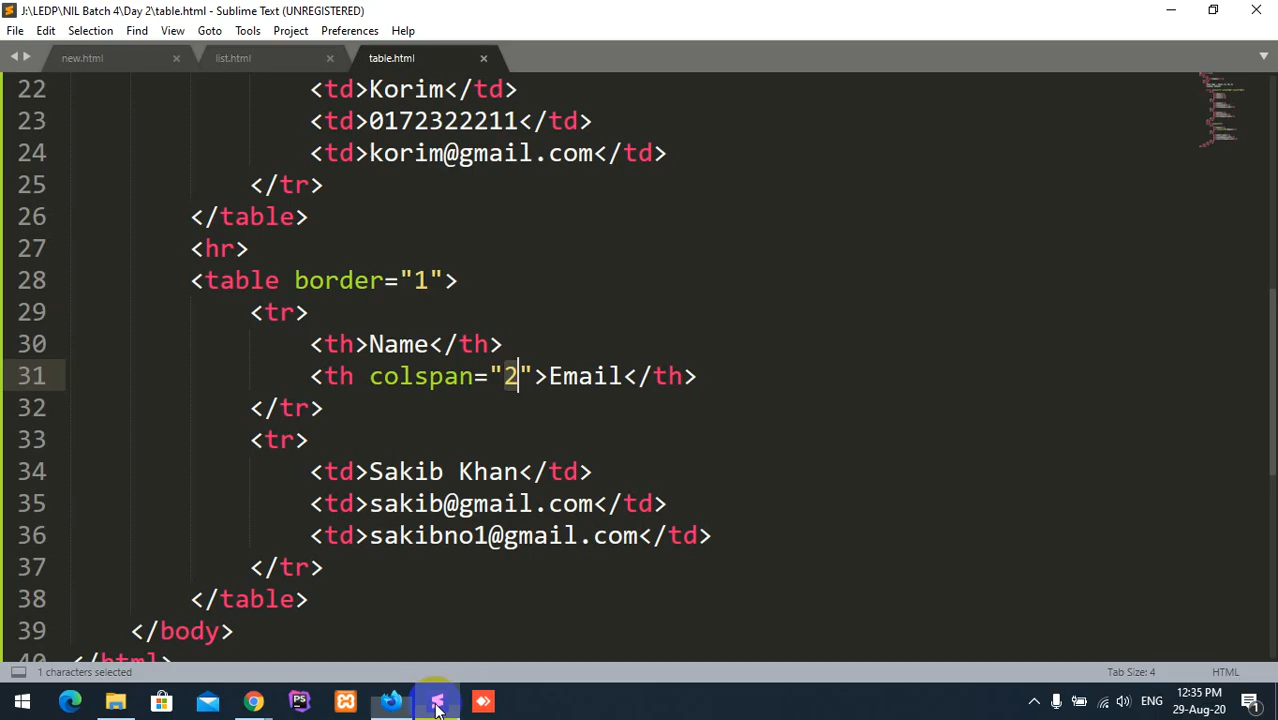 J:\LEDP\NIL Batch 4\Day 2\table.html - Sublime Text (UNREGISTERED)
File Edit Selection Find View Goto Tools Project Preferences Help
new.html list.html table.html
22 <td>Korim</td>
23 <td>0172322211</td>
24 <td>korim@gmail.com</td>
25 </tr>
26 </table>
27 <hr>
28 <table border="1">
29 <tr>
30 <th>Name</th>
31 <th colspan="2">Email</th>
32 </tr>
33 <tr>
34 <td>Sakib Khan</td>
35 <td>sakib@gmail.com</td>
36 <td>sakibno1@gmail.com</td>
37 </tr>
38 </table>
39 </body>
40 </html>
1 characters selected Tab Size: 4 HTML
PS ENG 12:35 PM
29-Aug-20